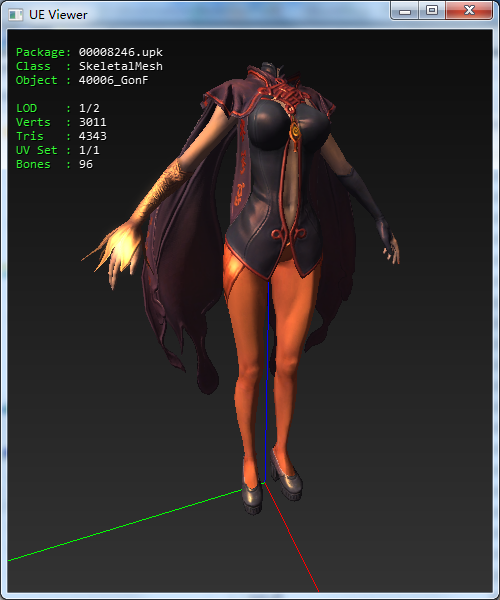 UE Viewer
Package: 00008246.upk
Class : SkeletalMesh
Object : 40006_GonF
LOD : 1/2
Verts : 3011
Tris : 4343
UV Set : 1/1
Bones : 96